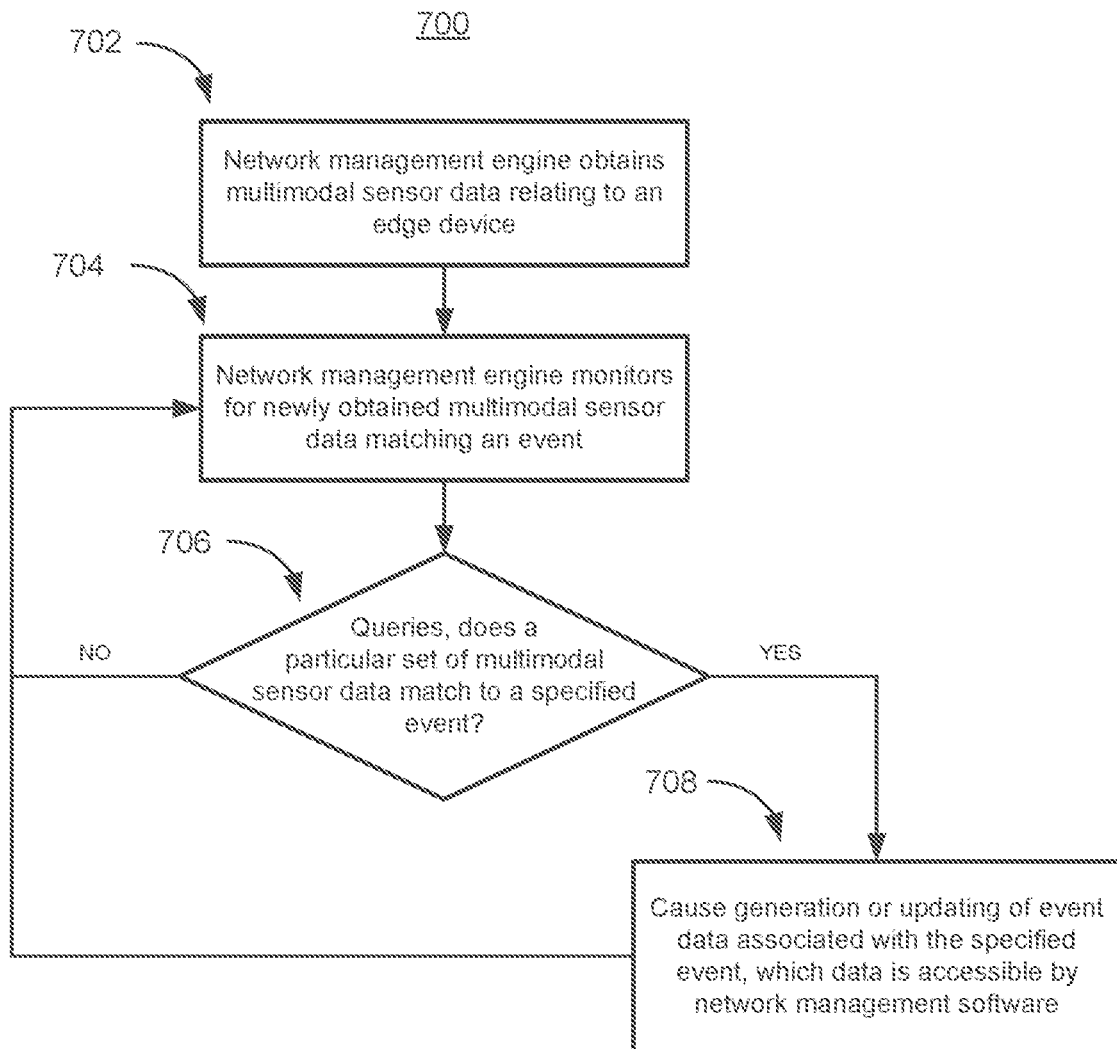 700
702
Network management engine obtains
multimodal sensor data relating to an
edge device
704
Network management engine monitors
for newly obtained multimodal sensor
data matching an event
706
Queries, does a
particular set of multimodal
sensor data match to a specified
event?
NO
YES
708
Cause generation or updating of event
data associated with the specified
event, which data is accessible by
network management software